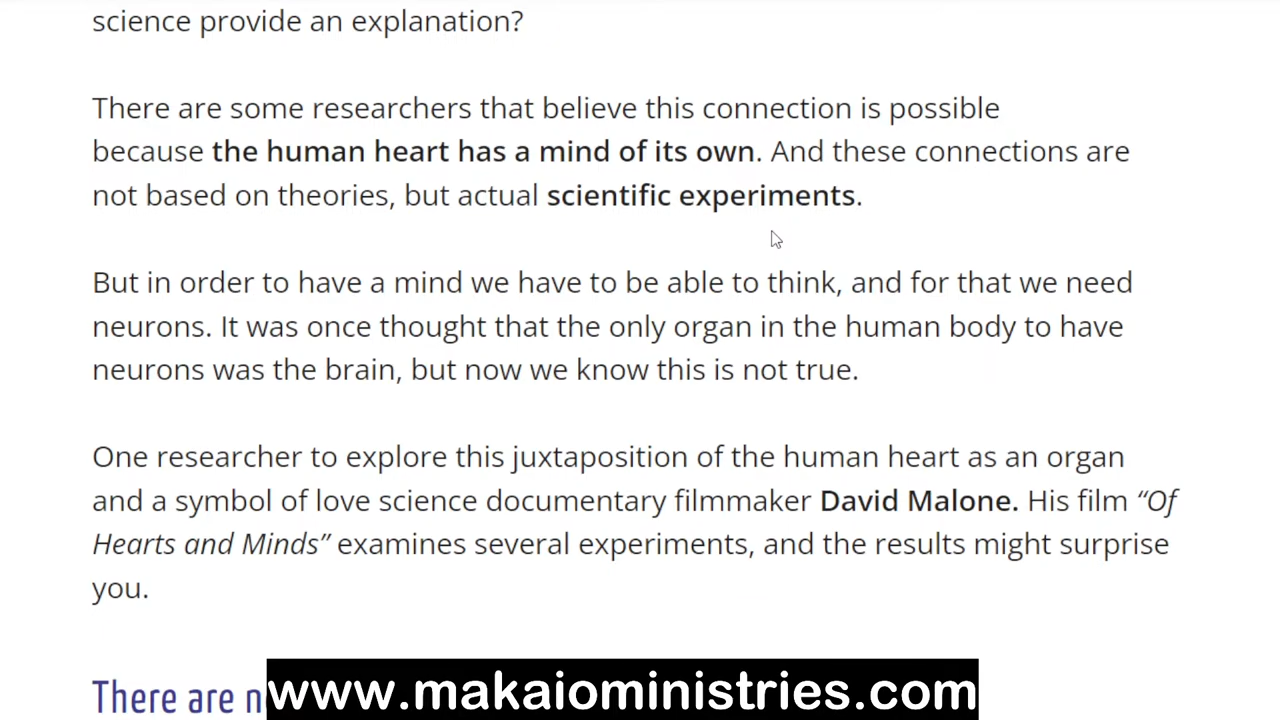 science provide an explanation?
There are some researchers that believe this connection is possible
because the human heart has a mind of its own. And these connections are
not based on theories, but actual scientific experiments.
But in order to have a mind we have to be able to think, and for that we need
neurons. It was once thought that the only organ in the human body to have
neurons was the brain, but now we know this is not true.
One researcher to explore this juxtaposition of the human heart as an organ
and a symbol of love science documentary filmmaker David Malone. His film “Of
Hearts and Minds” examines several experiments, and the results might surprise
you.
There are n
www.makaioministries.com